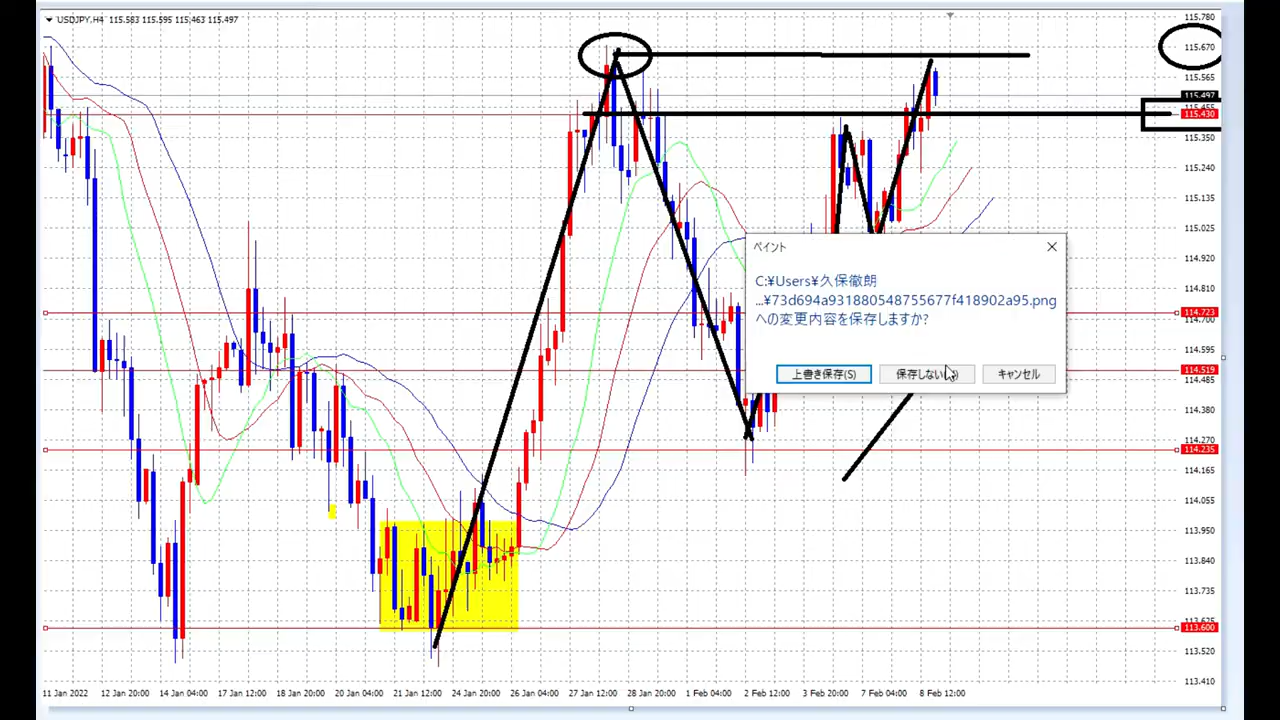 USDJPY,H4 115.583 115.595 115.463 115.497
115.780
115.670
115.565
115.497
115.455
115.430
115.350
115.240
115.135
115.025
114.920
114.810
114.723
114.700
114.595
114.519
114.485
114.380
114.270
114.235
114.165
114.055
113.950
113.840
113.735
113.625
113.600
113.520
113.410
ペイント
C:¥Users¥久保徹朗
...¥73d694a931880548755677f418902a95.png
への変更内容を保存しますか?
上書き保存(S)
保存しない(N)
キャンセル
11 Jan 2022
12 Jan 20:00
14 Jan 04:00
17 Jan 12:00
18 Jan 20:00
20 Jan 04:00
21 Jan 12:00
24 Jan 20:00
26 Jan 04:00
27 Jan 12:00
28 Jan 20:00
1 Feb 04:00
2 Feb 12:00
3 Feb 20:00
7 Feb 04:00
8 Feb 12:00